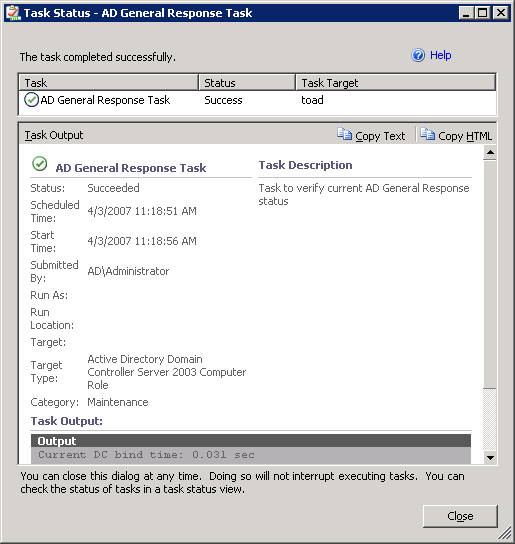 Task Status - AD General Response Task
The task completed successfully.
Help
Task Status Task Target
AD General Response Task Success toad
Task Output Copy Text Copy HTML
AD General Response Task
Status: Succeeded
Scheduled Time: 4/3/2007 11:18:51 AM
Start Time: 4/3/2007 11:18:56 AM
Submitted By: AD\Administrator
Run As:
Run Location:
Target:
Target Type: Active Directory Domain Controller Server 2003 Computer Role
Category: Maintenance
Task Description
Task to verify current AD General Response
status
Task Output:
Output
Current DC bind time: 0.031 sec
You can close this dialog at any time. Doing so will not interrupt executing tasks. You can
check the status of tasks in a task status view.
Close